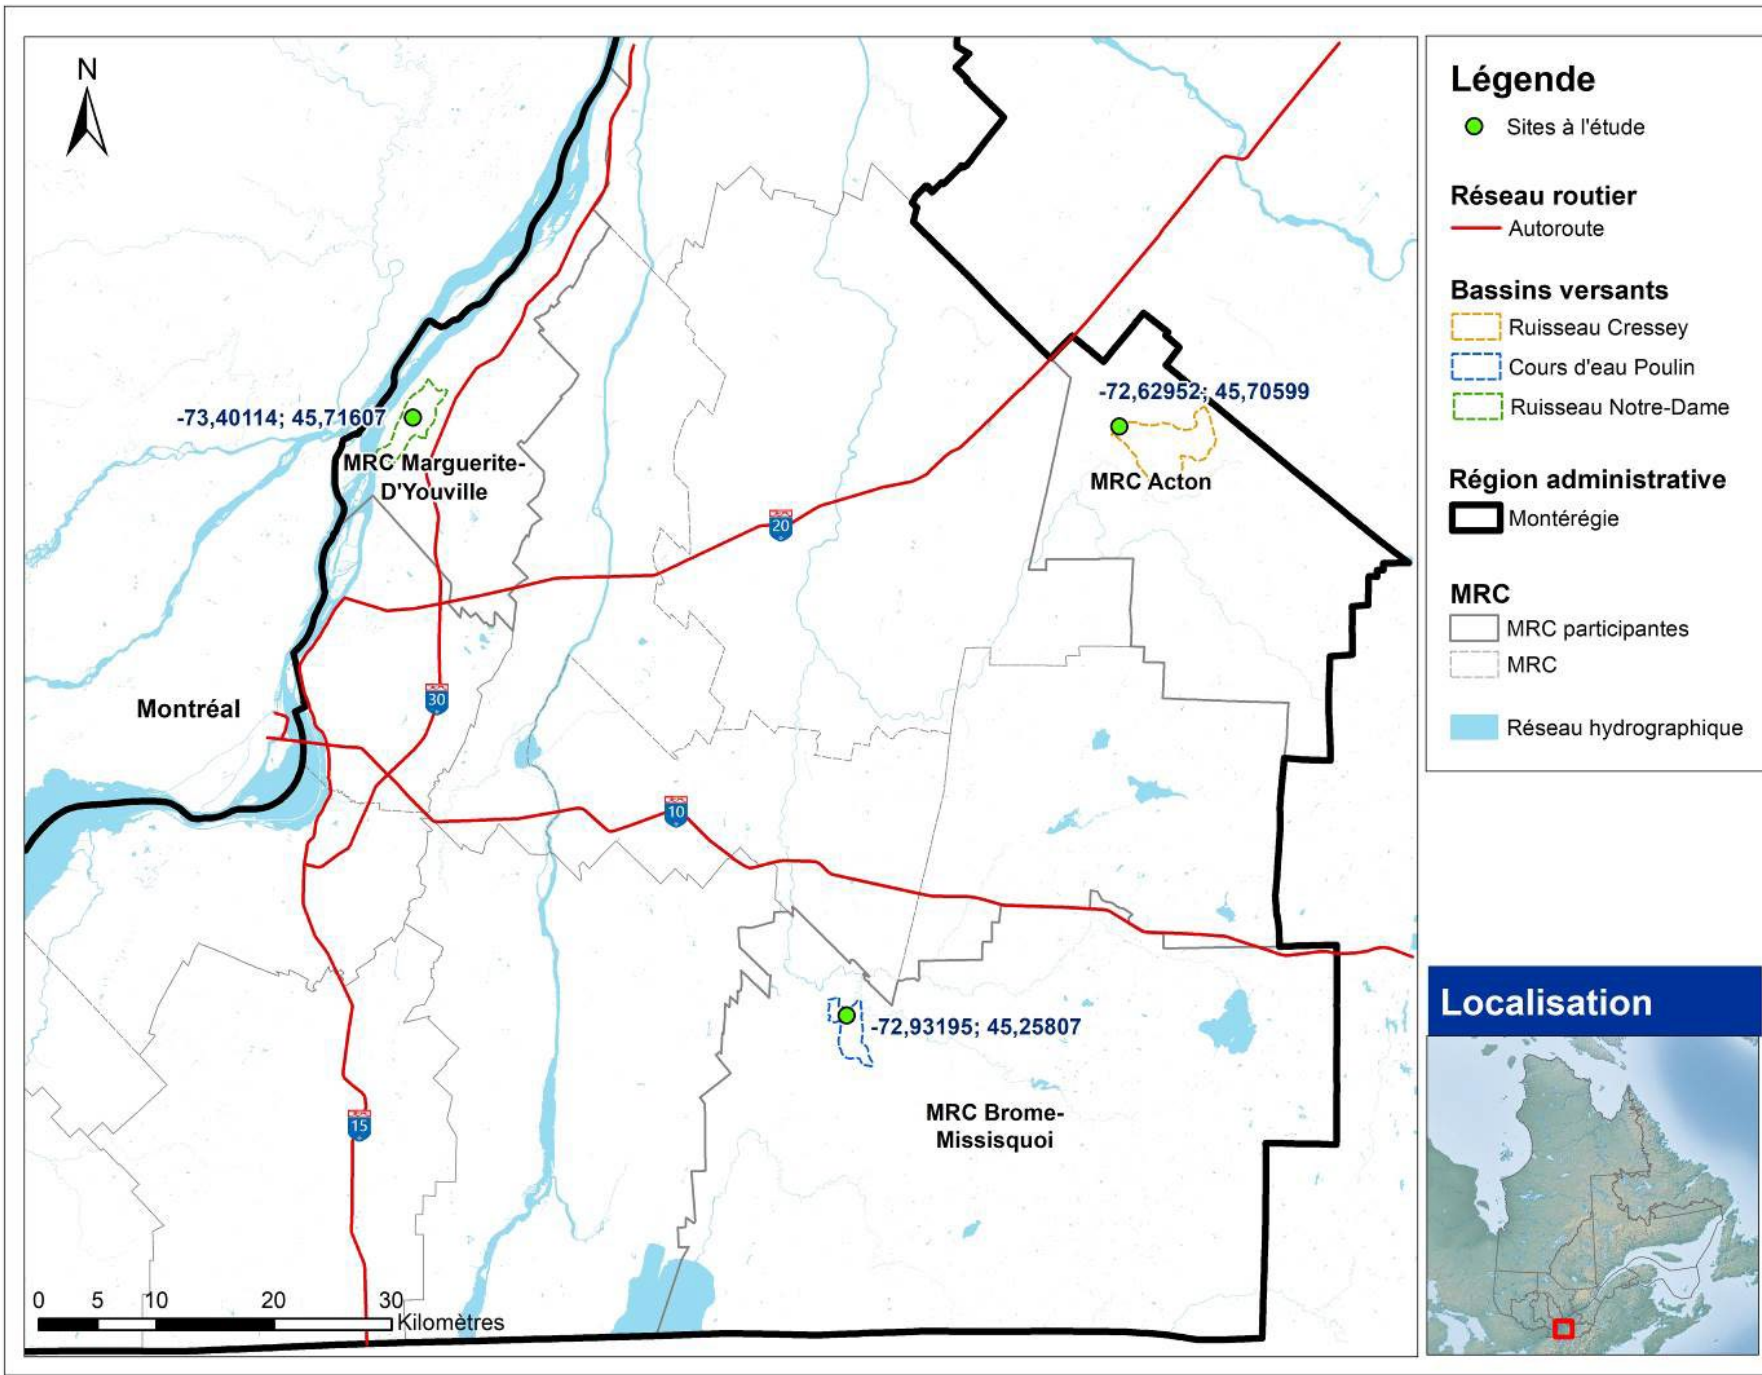 N
-73,40114; 45,71607
MRC Marguerite-
D'Youville
-72,62952; 45,70599
MRC Acton
20
Montréal
30
10
-72,93195; 45,25807
MRC Brome-
Missisquoi
15
0 5 10 20 30
Kilomètres
Légende
Sites à l'étude
Réseau routier
Autoroute
Bassins versants
Ruisseau Cressey
Cours d'eau Poulin
Ruisseau Notre-Dame
Région administrative
Montérégie
MRC
MRC participantes
MRC
Réseau hydrographique
Localisation